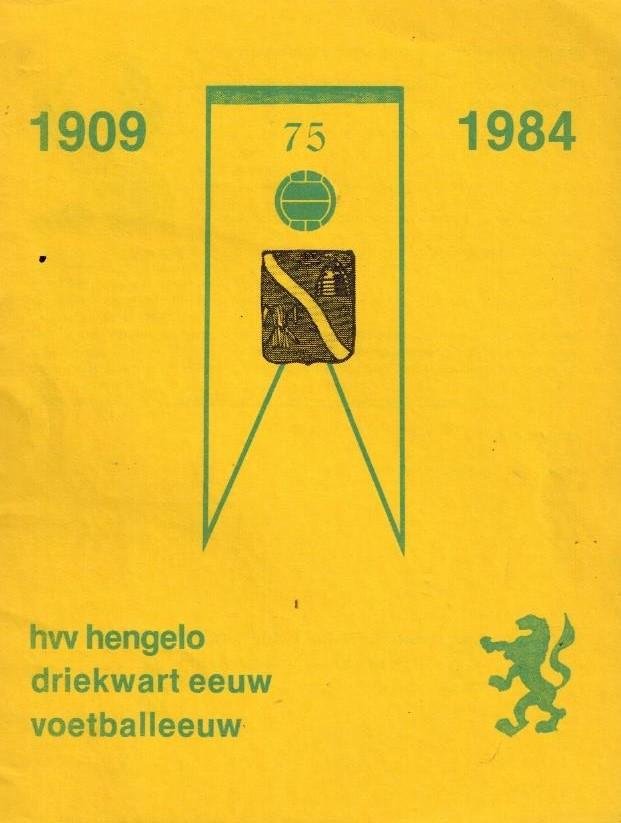 1909
75
1984
hvv hengelo
driekwart eeuw
voetballeeuw